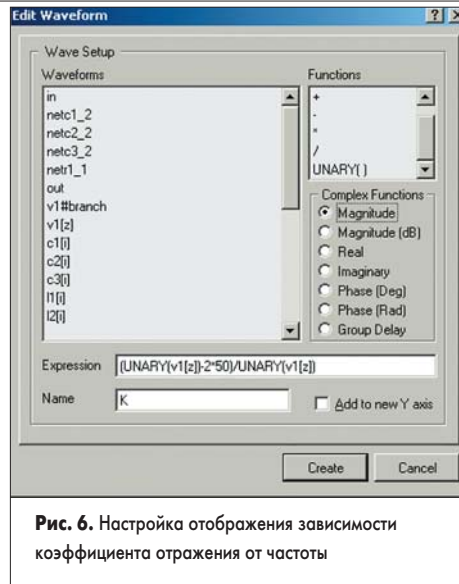 Edit Waveform
Wave Setup
Waveforms
in
netc1_2
netc2_2
netc3_2
netr1_1
out
v1#branch
v1[z]
c1[i]
c2[i]
c3[i]
l1[i]
l2[i]
Functions
+
-
*
/
UNARY( )
Complex Functions
Magnitude
Magnitude (dB)
Real
Imaginary
Phase (Deg)
Phase (Rad)
Group Delay
Expression (UNARY(v1[z])-2*50)/UNARY(v1[z])
Name K
Add to new Y axis
Create Cancel
Рис. 6. Настройка отображения зависимости
коэффициента отражения от частоты